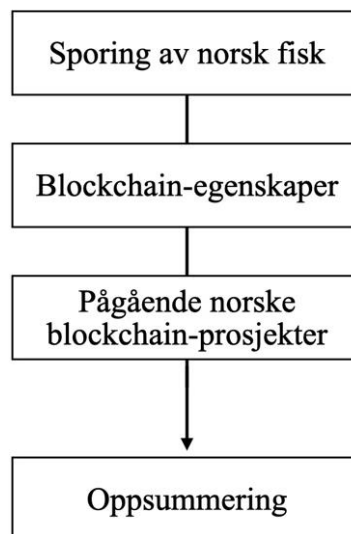 Sporing av norsk fisk
Blockchain-egenskaper
Pågående norske
blockchain-prosjekter
Oppsummering